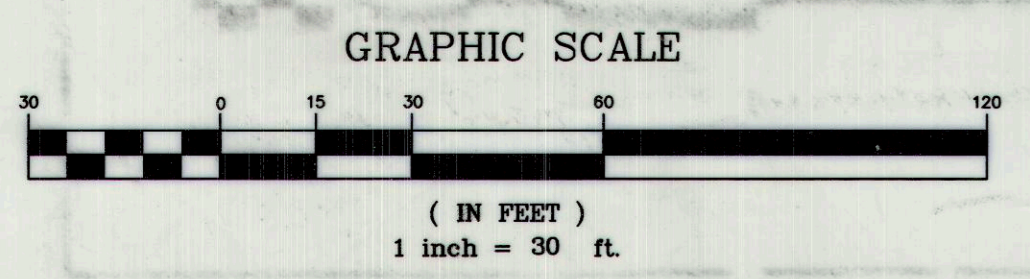 GRAPHIC SCALE
30 0 15 30 60 120
( IN FEET )
1 inch = 30 ft.